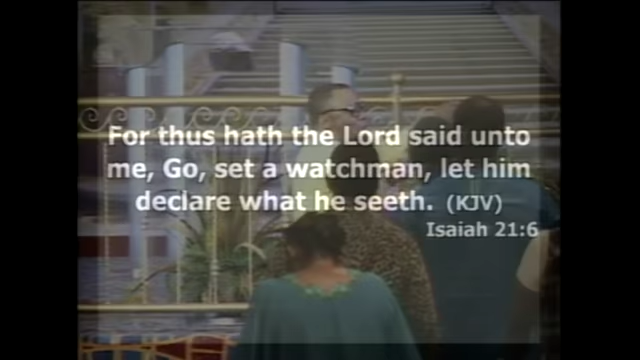 For thus hath the Lord said unto
me, Go, set a watchman, let him
declare what he seeth. (KJV)
Isaiah 21:6